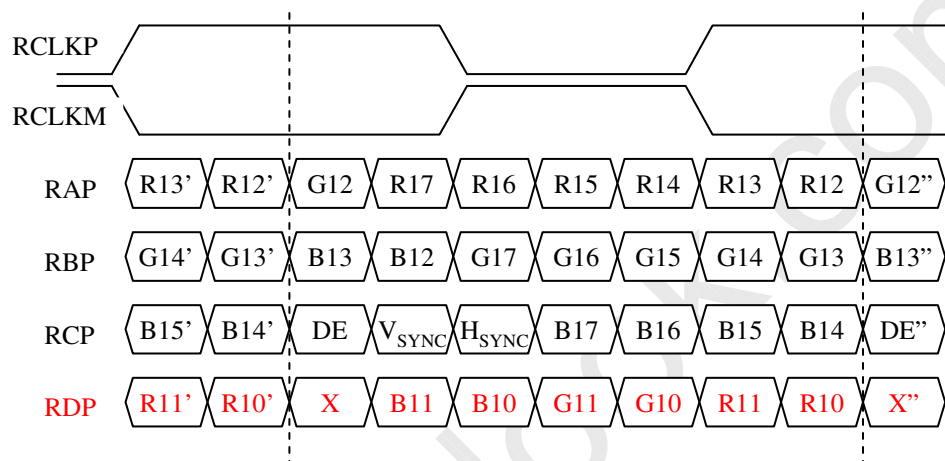 RCLKP
RCLKM
RAP R13’ R12’ G12 R17 R16 R15 R14 R13 R12 G12”
RBP G14’ G13’ B13 B12 G17 G16 G15 G14 G13 B13”
RCP B15’ B14’ DE VSYNC HSYNC B17 B16 B15 B14 DE”
RDP R11’ R10’ X B11 B10 G11 G10 R11 R10 X”